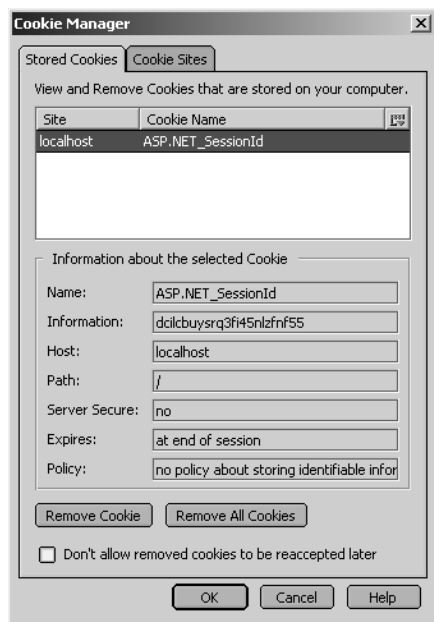 Cookie Manager
Stored Cookies Cookie Sites
View and Remove Cookies that are stored on your computer.
Site Cookie Name
localhost ASP.NET_SessionId
Information about the selected Cookie
Name: ASP.NET_SessionId
Information: dcilcbuysrq3fi45nlzfnf55
Host: localhost
Path: /
Server Secure: no
Expires: at end of session
Policy: no policy about storing identifiable infor
Remove Cookie Remove All Cookies
Don't allow removed cookies to be reaccepted later
OK Cancel Help